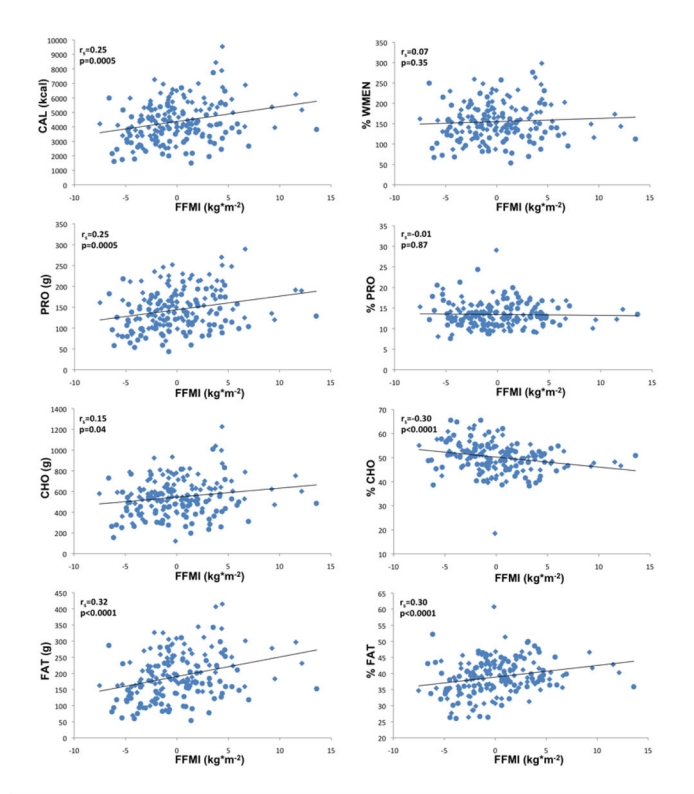 r_s=0.25
p=0.0005
CAL (kcal)
10000
9000
8000
7000
6000
5000
4000
3000
2000
1000
0
-10 -5 0 5 10 15
FFMI (kg*m⁻²)
r_s=0.07
p=0.35
% WMEN
350
300
250
200
150
100
50
0
-10 -5 0 5 10 15
FFMI (kg*m⁻²)
r_s=0.25
p=0.0005
PRO (g)
350
300
250
200
150
100
50
0
-10 -5 0 5 10 15
FFMI (kg*m⁻²)
r_s=-0.01
p=0.87
% PRO
35
30
25
20
15
10
5
0
-10 -5 0 5 10 15
FFMI (kg*m⁻²)
r_s=0.15
p=0.04
CHO (g)
1400
1200
1000
800
600
400
200
0
-10 -5 0 5 10 15
FFMI (kg*m⁻²)
r_s=-0.30
p<0.0001
% CHO
70
60
50
40
30
20
10
-10 -5 0 5 10 15
FFMI (kg*m⁻²)
r_s=0.32
p<0.0001
FAT (g)
450
400
350
300
250
200
150
100
50
0
-10 -5 0 5 10 15
FFMI (kg*m⁻²)
r_s=0.30
p<0.0001
% FAT
65
60
55
50
45
40
35
30
25
20
-10 -5 0 5 10 15
FFMI (kg*m⁻²)